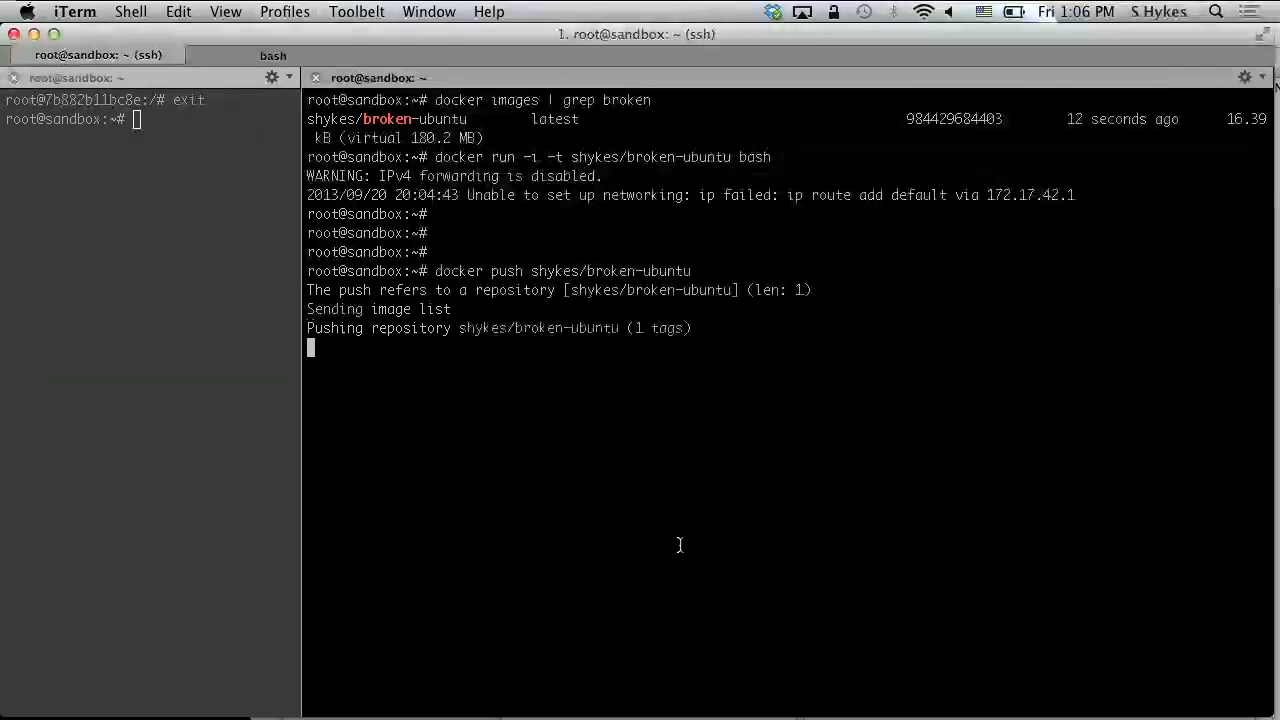 iTerm Shell Edit View Profiles Toolbelt Window Help Fri 1:06 PM S Hykes
1. root@sandbox: ~ (ssh)
root@sandbox: ~ (ssh) bash
root@sandbox: ~
root@7b882b11bc8e:/# exit
root@sandbox:~#
root@sandbox: ~
root@sandbox:~# docker images | grep broken
shykes/broken-ubuntu latest 984429684403 12 seconds ago 16.39
kB (virtual 180.2 MB)
root@sandbox:~# docker run -i -t shykes/broken-ubuntu bash
WARNING: IPv4 forwarding is disabled.
2013/09/20 20:04:43 Unable to set up networking: ip failed: ip route add default via 172.17.42.1
root@sandbox:~#
root@sandbox:~#
root@sandbox:~#
root@sandbox:~# docker push shykes/broken-ubuntu
The push refers to a repository [shykes/broken-ubuntu] (len: 1)
Sending image list
Pushing repository shykes/broken-ubuntu (1 tags)